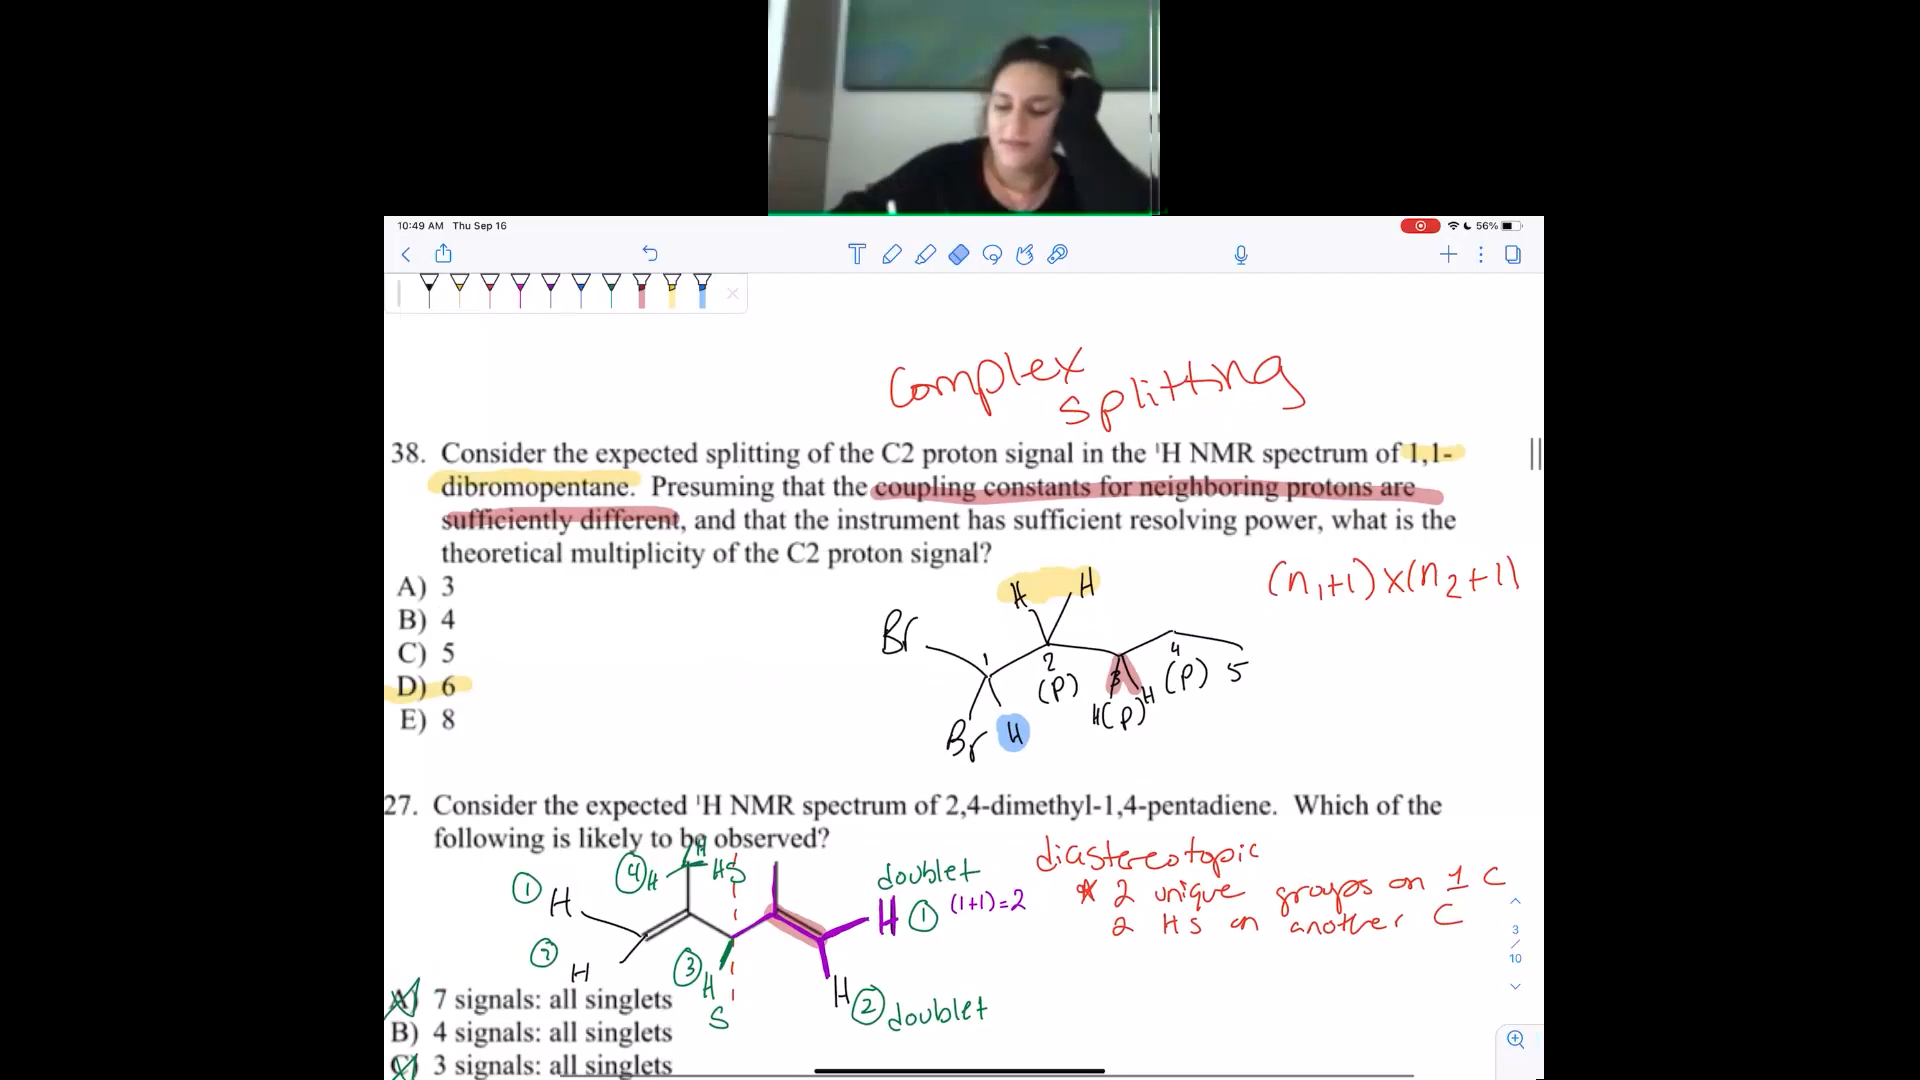 10:49 AM Thu Sep 16
56%
T
Complex
splitting
38. Consider the expected splitting of the C2 proton signal in the ¹H NMR spectrum of 1,1-
dibromopentane. Presuming that the coupling constants for neighboring protons are
sufficiently different, and that the instrument has sufficient resolving power, what is the
theoretical multiplicity of the C2 proton signal?
(n₁+1)x(n₂+1)
A) 3
B) 4
C) 5
D) 6
E) 8
H H
Br
1 2 3 4 5
(P) (P)
H(P) H
Br H
27. Consider the expected ¹H NMR spectrum of 2,4-dimethyl-1,4-pentadiene. Which of the
following is likely to be observed?
diastereotopic
* 2 unique groups on 1 C
2 HS on another C
④ H H H S
doublet
① H
H ① (1+1)=2
② H
③ H
S
H ② doublet
A) 7 signals: all singlets
B) 4 signals: all singlets
C) 3 signals: all singlets
3
/
10